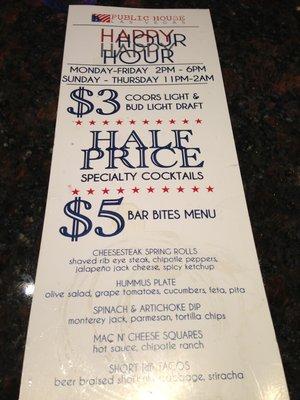 PUBLIC HOUSE
LAS VEGAS
HAPPY
HOUR
MONDAY-FRIDAY 2PM - 6PM
SUNDAY - THURSDAY 11PM-2AM
$3 COORS LIGHT &
BUD LIGHT DRAFT
HALF
PRICE
SPECIALTY COCKTAILS
$5 BAR BITES MENU
CHEESESTEAK SPRING ROLLS
shaved rib eye steak, chipotle peppers,
jalapeño jack cheese, spicy ketchup
HUMMUS PLATE
olive salad, grape tomatoes, cucumbers, feta, pita
SPINACH & ARTICHOKE DIP
monterey jack, parmesan, tortilla chips
MAC N' CHEESE SQUARES
hot sauce, chipotle ranch
SHORT RIB TACOS
beer braised short rib, cabbage, sriracha